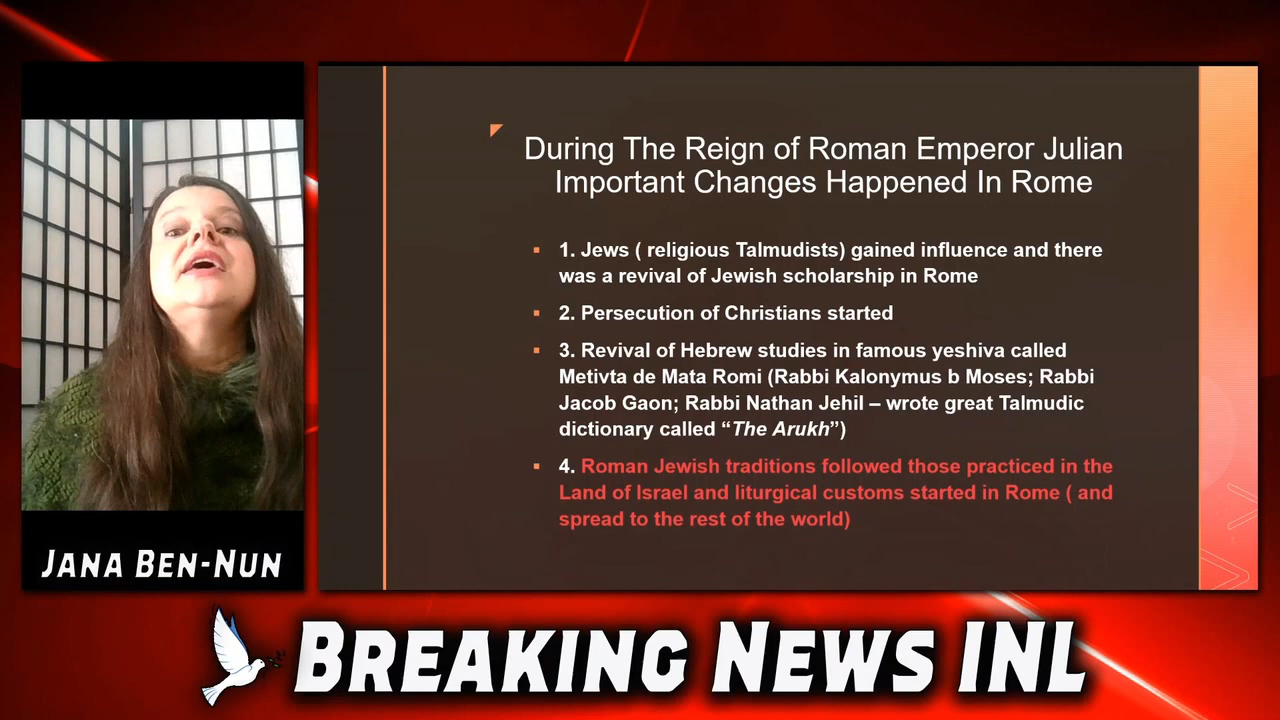 During The Reign of Roman Emperor Julian
Important Changes Happened In Rome
1. Jews ( religious Talmudists) gained influence and there
was a revival of Jewish scholarship in Rome
2. Persecution of Christians started
3. Revival of Hebrew studies in famous yeshiva called
Metivta de Mata Romi (Rabbi Kalonymus b Moses; Rabbi
Jacob Gaon; Rabbi Nathan Jehil – wrote great Talmudic
dictionary called “The Arukh”)
4. Roman Jewish traditions followed those practiced in the
Land of Israel and liturgical customs started in Rome ( and
spread to the rest of the world)
JANA BEN-NUN
BREAKING NEWS INL